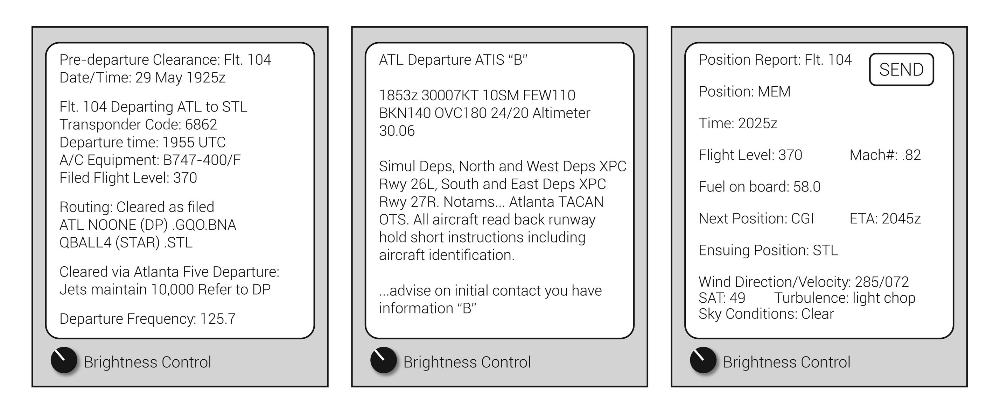 Pre-departure Clearance: Flt. 104
Date/Time: 29 May 1925z
Flt. 104 Departing ATL to STL
Transponder Code: 6862
Departure time: 1955 UTC
A/C Equipment: B747-400/F
Filed Flight Level: 370
Routing: Cleared as filed
ATL NOONE (DP) .GQO.BNA
QBALL4 (STAR) .STL
Cleared via Atlanta Five Departure:
Jets maintain 10,000 Refer to DP
Departure Frequency: 125.7
Brightness Control
ATL Departure ATIS “B”
1853z 30007KT 10SM FEW110
BKN140 OVC180 24/20 Altimeter
30.06
Simul Deps, North and West Deps XPC
Rwy 26L, South and East Deps XPC
Rwy 27R. Notams... Atlanta TACAN
OTS. All aircraft read back runway
hold short instructions including
aircraft identification.
...advise on initial contact you have
information “B”
Brightness Control
Position Report: Flt. 104
SEND
Position: MEM
Time: 2025z
Flight Level: 370 Mach#: .82
Fuel on board: 58.0
Next Position: CGI ETA: 2045z
Ensuing Position: STL
Wind Direction/Velocity: 285/072
SAT: 49 Turbulence: light chop
Sky Conditions: Clear
Brightness Control